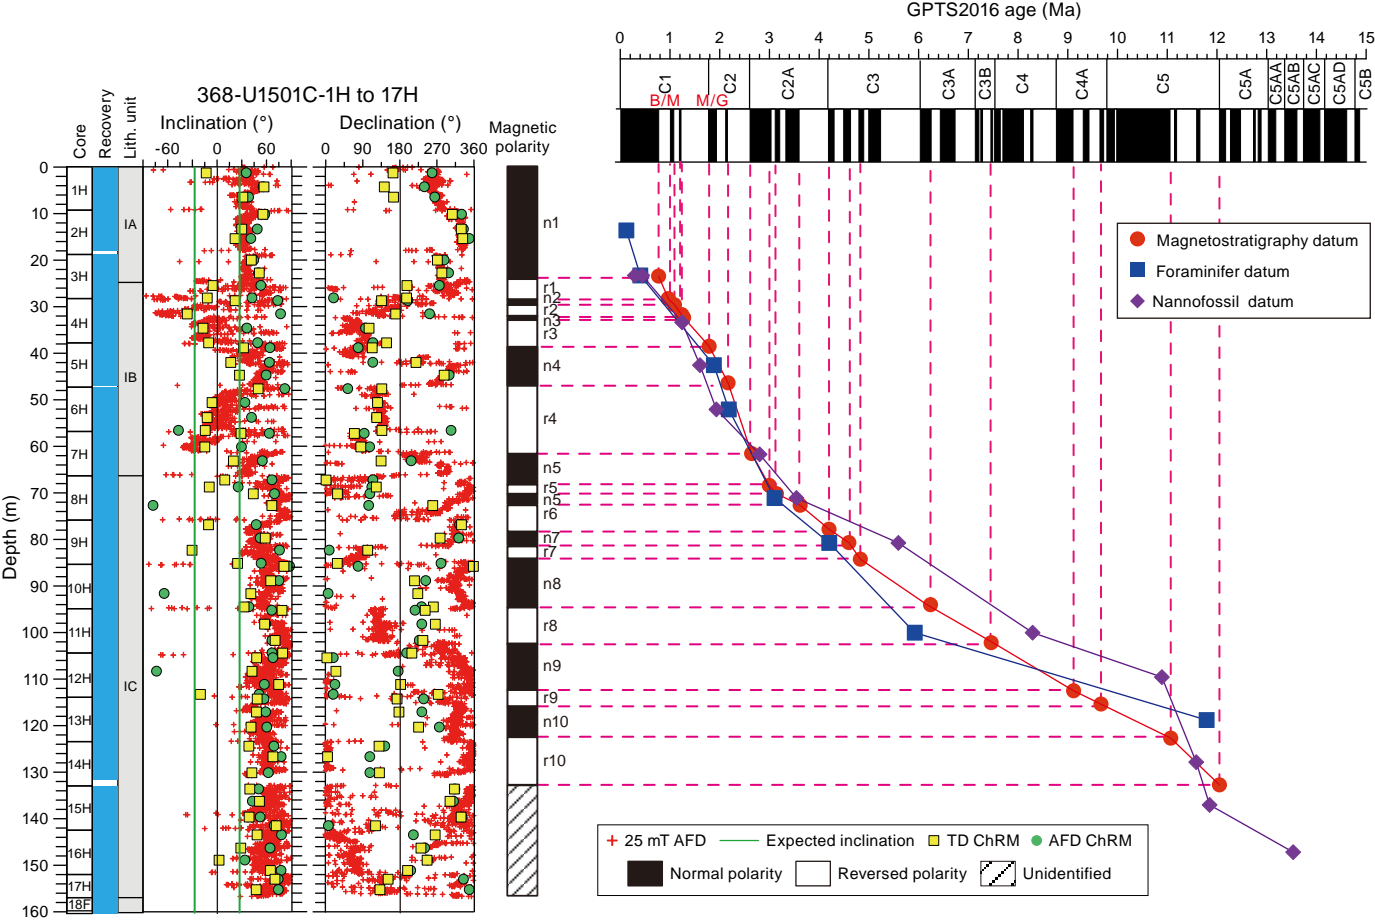 GPTS2016 age (Ma)
0 1 2 3 4 5 6 7 8 9 10 11 12 13 14 15
C1 C2 C2A C3 C3A C3B C4 C4A C5 C5A C5AA C5AB C5AC C5AD C5B
B/M M/G
368-U1501C-1H to 17H
Core Recovery Lith. unit
Inclination (°) Declination (°) Magnetic polarity
-60 0 60
0 90 180 270 360
Depth (m)
0
10
20
30
40
50
60
70
80
90
100
110
120
130
140
150
160
1H
2H
3H
4H
5H
6H
7H
8H
9H
10H
11H
12H
13H
14H
15H
16H
17H
18F
IA
IB
IC
n1
r1
n2
r2
n3
r3
n4
r4
n5
r5
n5
r6
n7
r7
n8
r8
n9
r9
n10
r10
Magnetostratigraphy datum
Foraminifer datum
Nannofossil datum
25 mT AFD Expected inclination TD ChRM AFD ChRM
Normal polarity Reversed polarity Unidentified